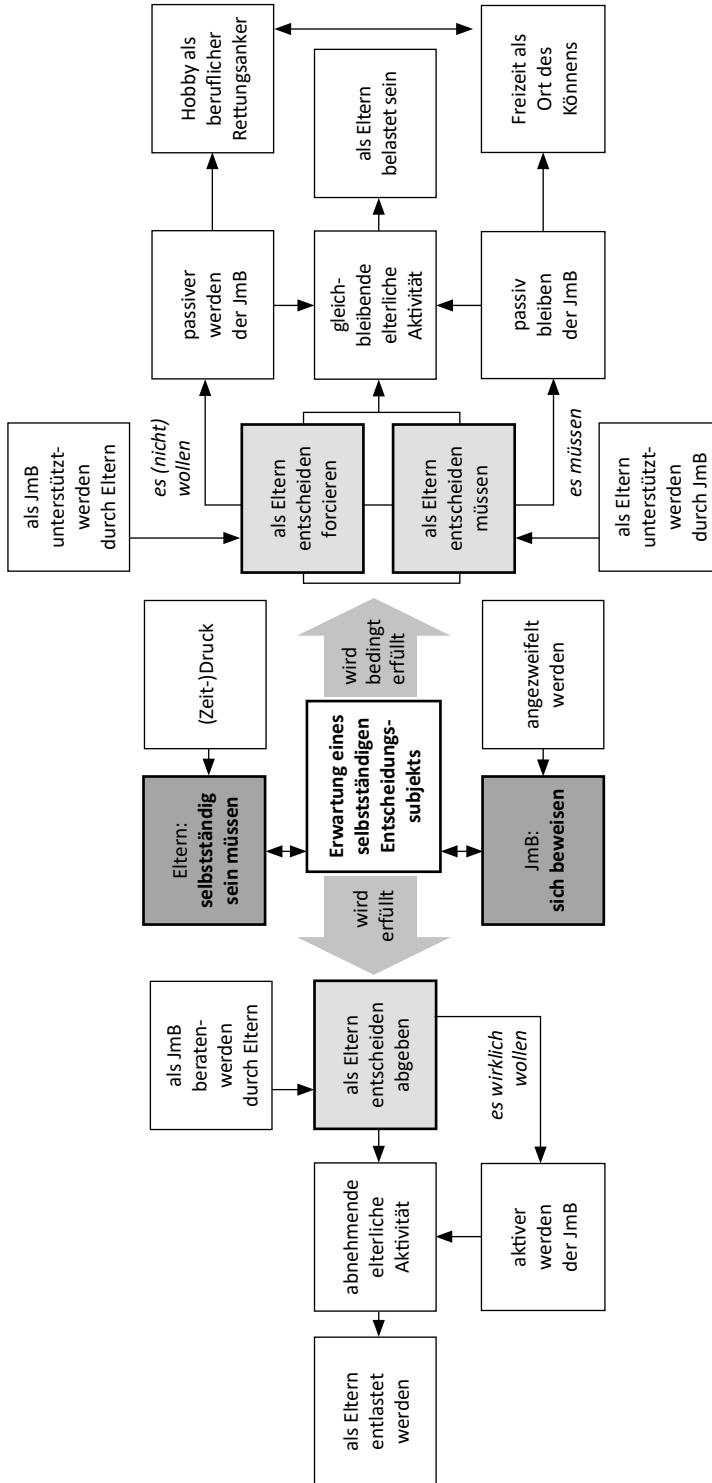 als Eltern
entlastet
werden
abnehmende
elterliche
Aktivität
aktiver
werden
der JmB
als JmB
beraten-
werden
durch Eltern
als Eltern
entscheiden
abgeben
es wirklich
wollen
wird
erfüllt
Eltern:
selbstständig
sein müssen
(Zeit-)Druck
Erwartung eines
selbstständigen
Entscheidungs-
subjekts
JmB:
sich beweisen
angezweifelt
werden
wird
bedingt
erfüllt
als JmB
unterstützt-
werden
durch Eltern
es (nicht)
wollen
als Eltern
entscheiden
forcieren
als Eltern
entscheiden
müssen
es müssen
als Eltern
unterstützt-
werden
durch JmB
passiver
werden
der JmB
gleich-
bleibende
elterliche
Aktivität
passiv
bleiben
der JmB
Hobby als
beruflicher
Rettungsanker
als Eltern
belastet sein
Freizeit als
Ort des
Könnens